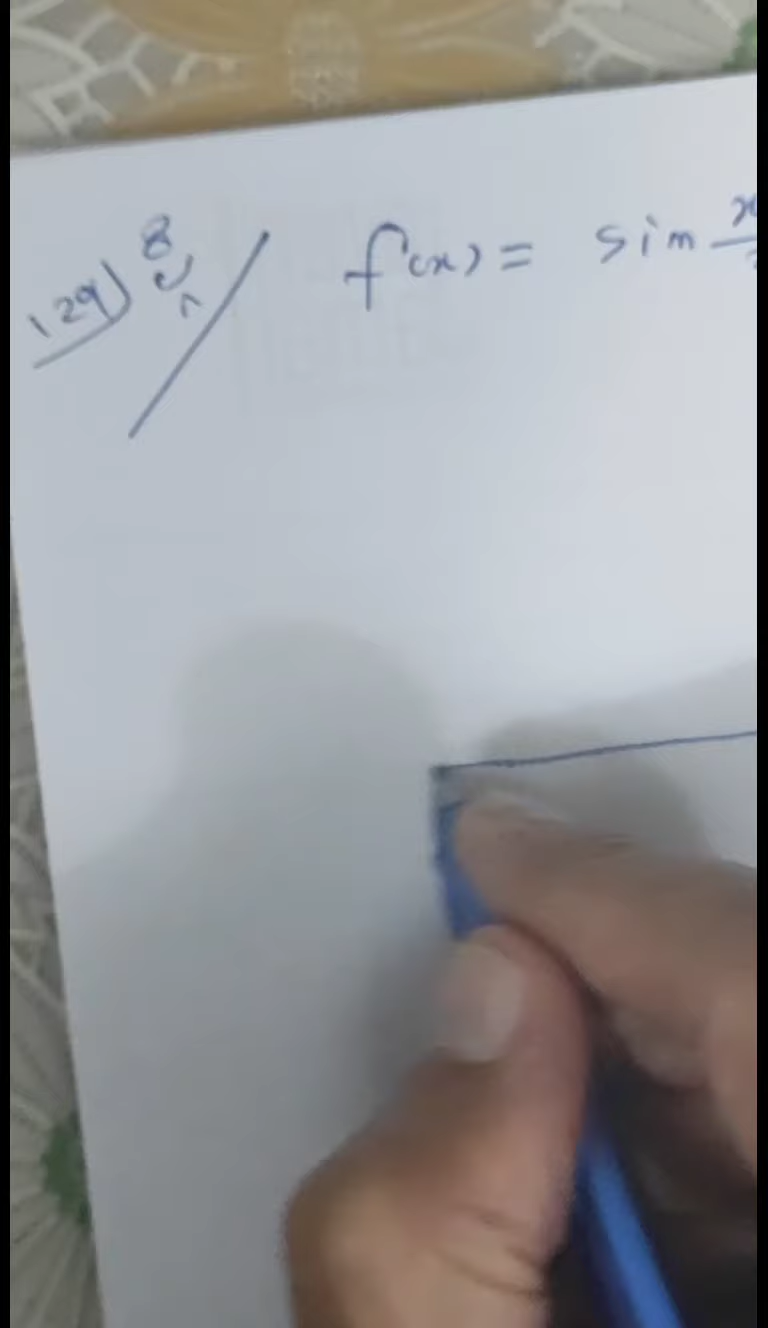 129) 8
f(x) = sin x